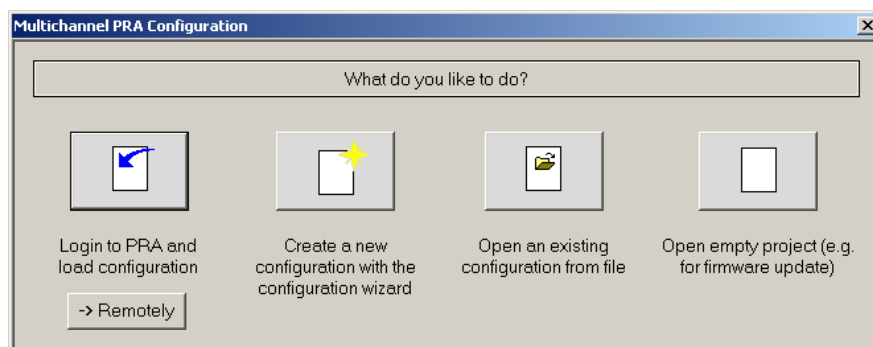 Multichannel PRA Configuration
What do you like to do?
Login to PRA and
load configuration
-> Remotely
Create a new
configuration with the
configuration wizard
Open an existing
configuration from file
Open empty project (e.g.
for firmware update)